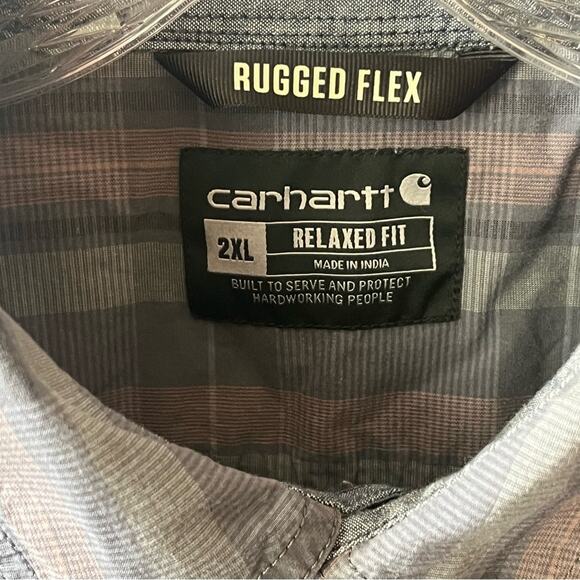 RUGGED FLEX
carhartt
2XL RELAXED FIT
MADE IN INDIA
BUILT TO SERVE AND PROTECT
HARDWORKING PEOPLE